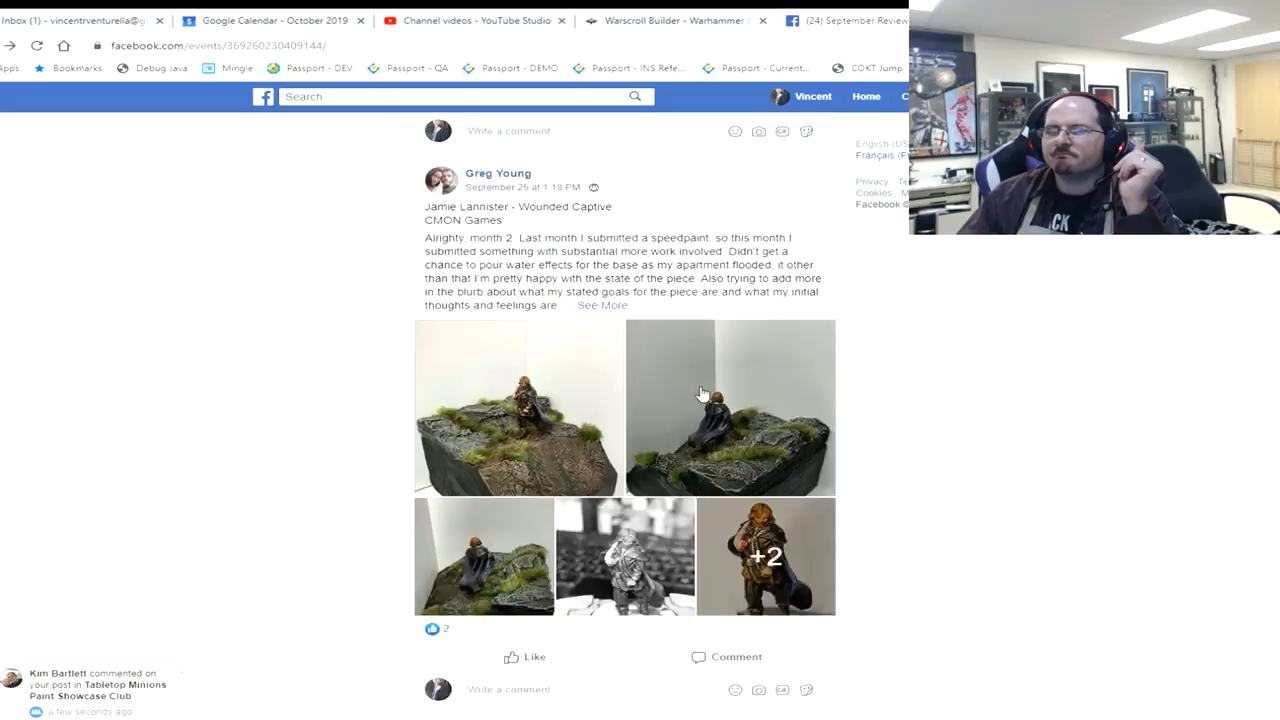 Inbox (1) - vincentrventurella@g
Google Calendar - October 2019
Channel videos - YouTube Studio
Warscroll Builder - Warhammer
(24) September Review
facebook.com/events/369260230409144/
Apps
Bookmarks
Debug Java
Mingle
Passport - DEV
Passport - QA
Passport - DEMO
Passport - INS Refe...
Passport - Current...
COKT Jump
Search
Vincent
Home
Write a comment
English (US
Français (F
Greg Young
September 25 at 1:18 PM
Privacy Te
Cookies M
Facebook ©
Jamie Lannister - Wounded Captive
CMON Games
Alrighty, month 2. Last month I submitted a speedpaint, so this month I
submitted something with substantial more work involved. Didn't get a
chance to pour water effects for the base as my apartment flooded, it other
than that I'm pretty happy with the state of the piece. Also trying to add more
in the blurb about what my stated goals for the piece are and what my initial
thoughts and feelings are See More
+2
2
Like
Comment
Write a comment
Kim Bartlett commented on
your post in Tabletop Minions
Paint Showcase Club
a few seconds ago